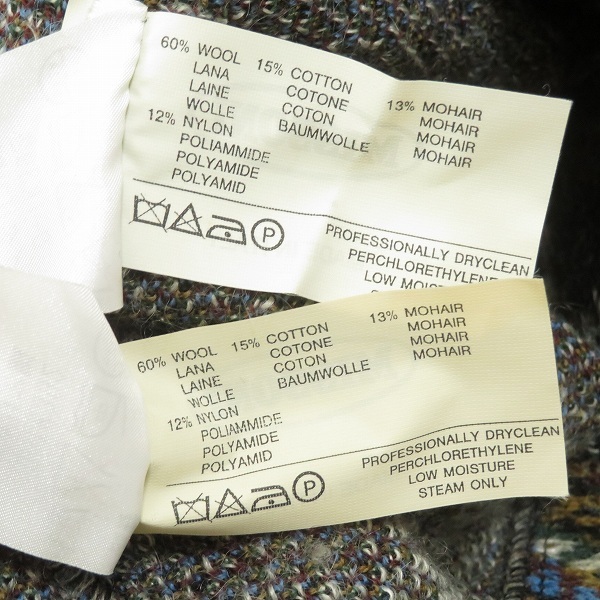 60% WOOL 15% COTTON 13% MOHAIR
LANA COTONE MOHAIR
LAINE COTON MOHAIR
WOLLE BAUMWOLLE MOHAIR
12% NYLON
POLIAMMIDE
POLYAMIDE
POLYAMID
P
PROFESSIONALLY DRYCLEAN
PERCHLORETHYLENE
LOW MOISTURE
60% WOOL 15% COTTON 13% MOHAIR
LANA COTONE MOHAIR
LAINE COTON MOHAIR
WOLLE BAUMWOLLE MOHAIR
12% NYLON
POLIAMMIDE
POLYAMIDE
POLYAMID
P
PROFESSIONALLY DRYCLEAN
PERCHLORETHYLENE
LOW MOISTURE
STEAM ONLY